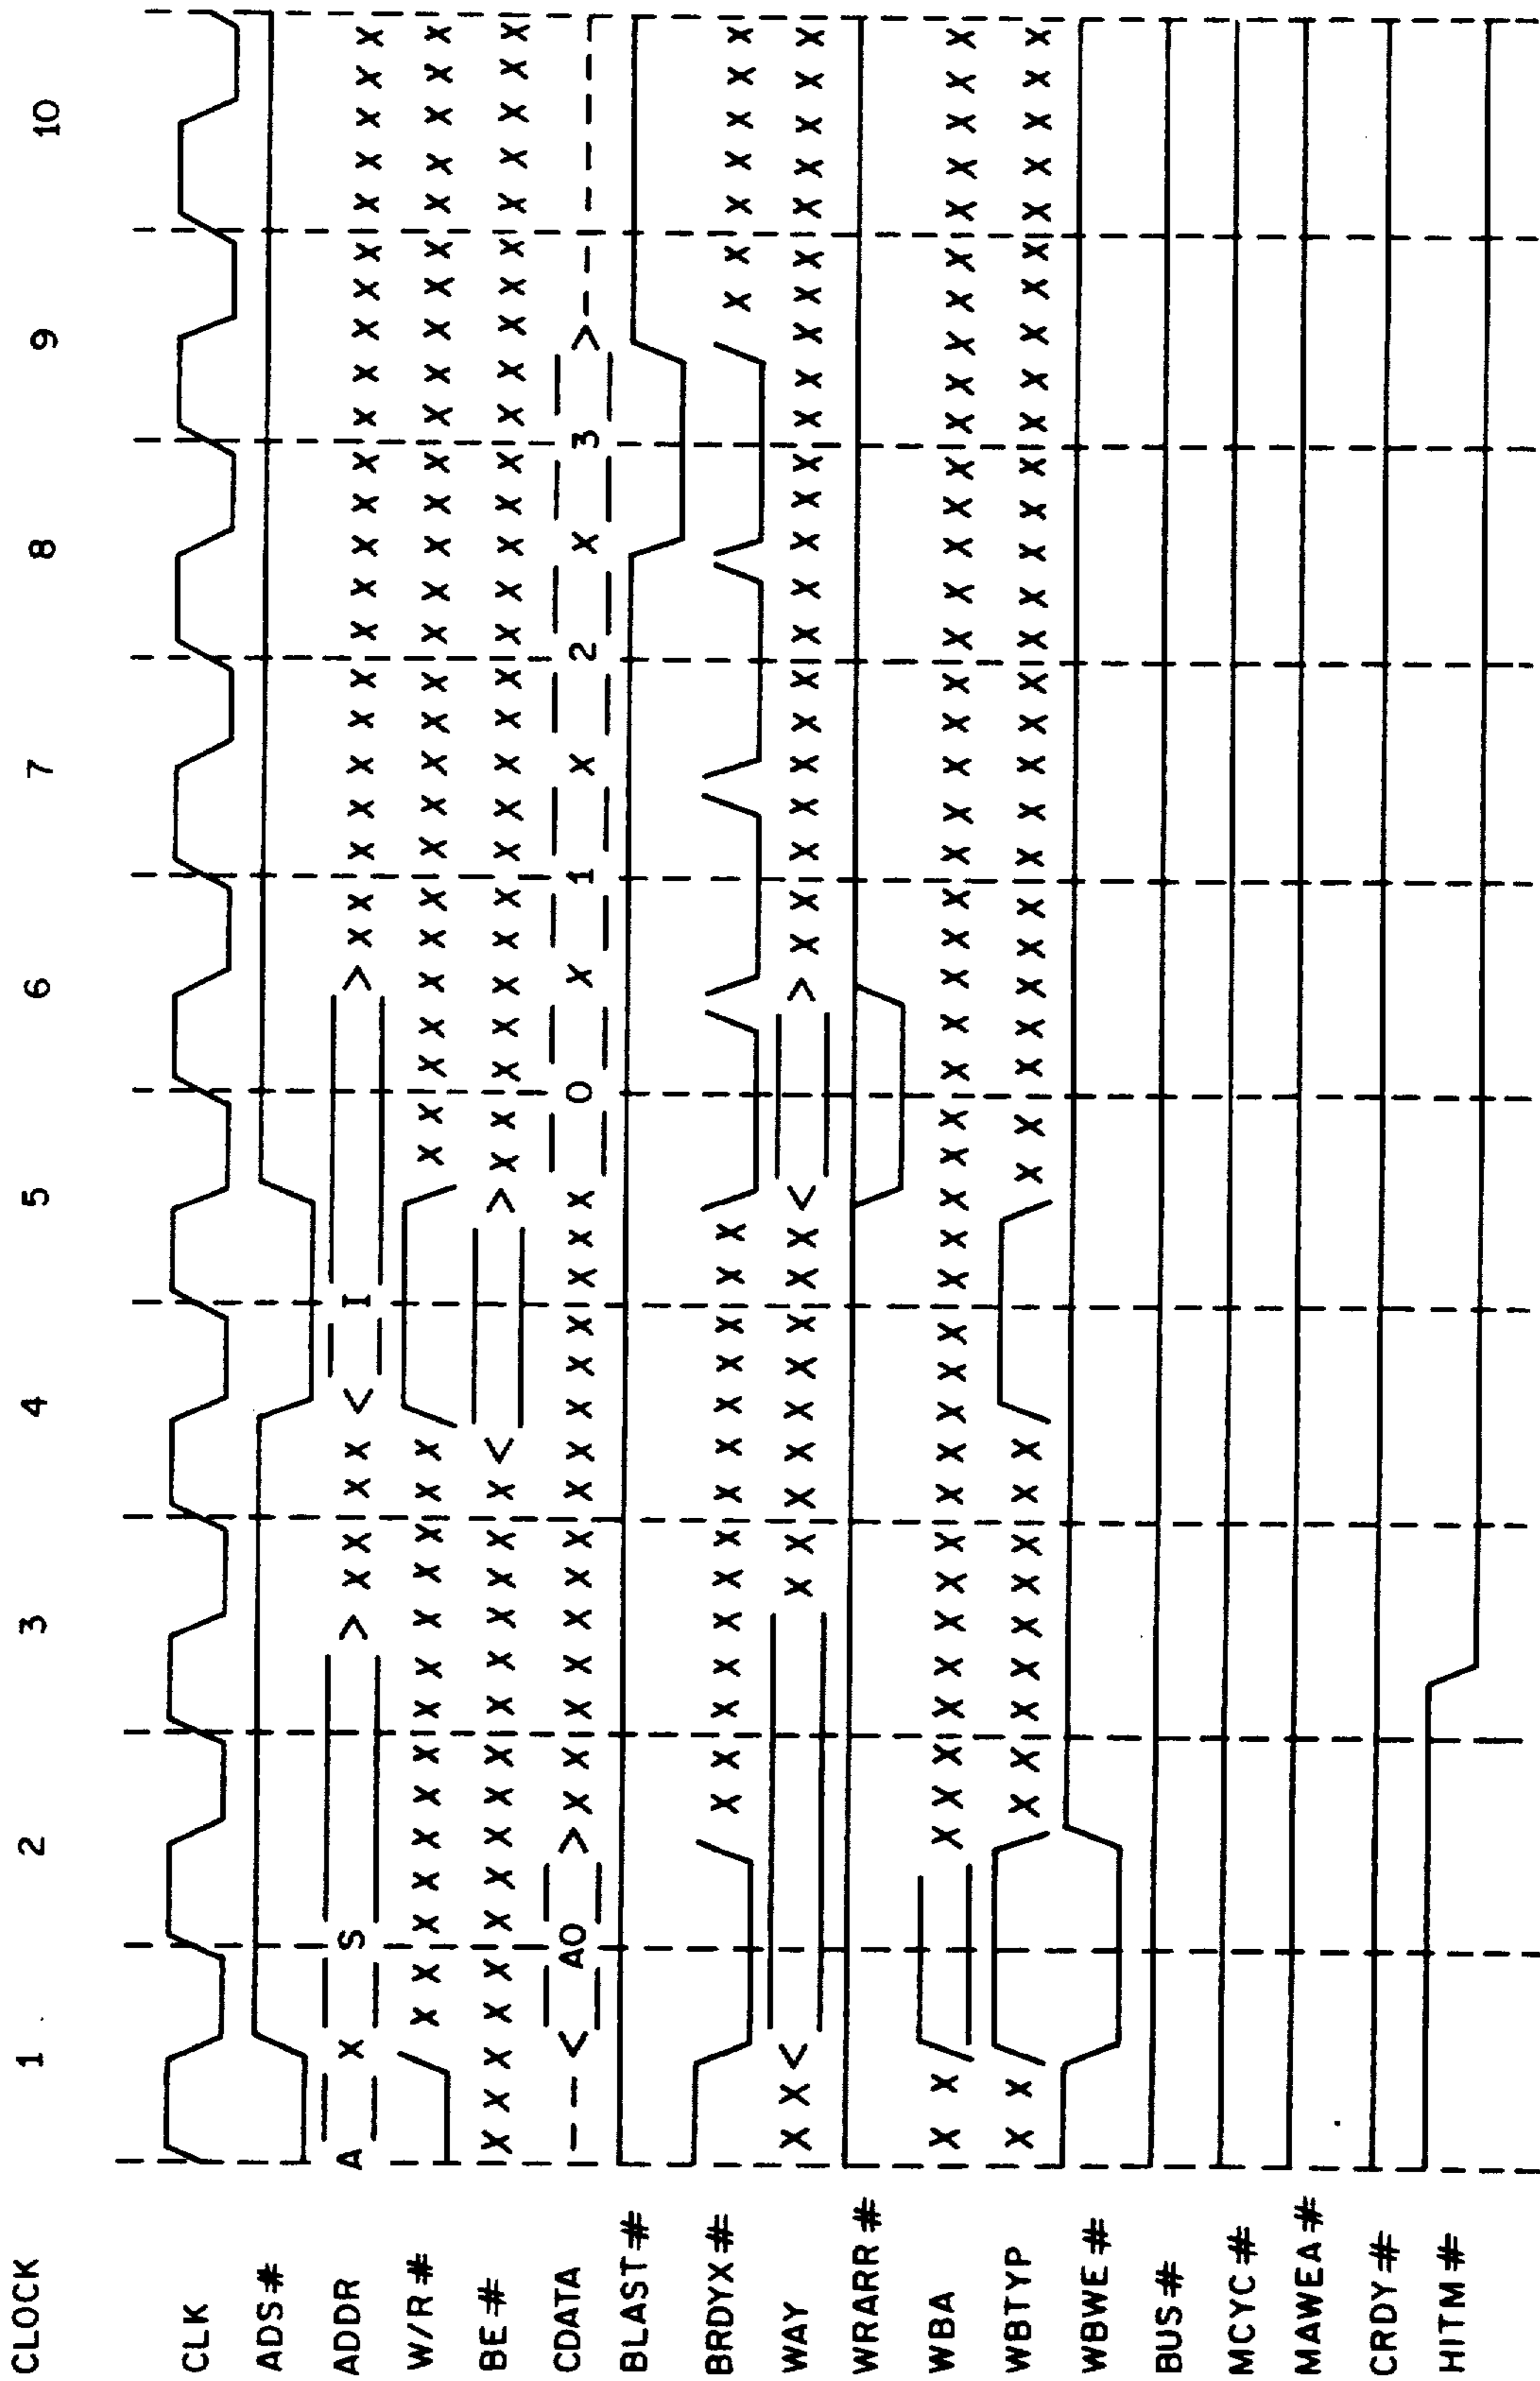 CLOCK 1 2 3 4 5 6 7 8 9 10
CLK
ADS#
ADDR A S I
W/R#
BE#
CDATA A0 0 1 2 3
BLAST#
BRDYX#
WAY
WRARR#
WBA
WBTYP
WBWE#
BUS#
MCYC#
MAWEA#
CRDY#
HITM#